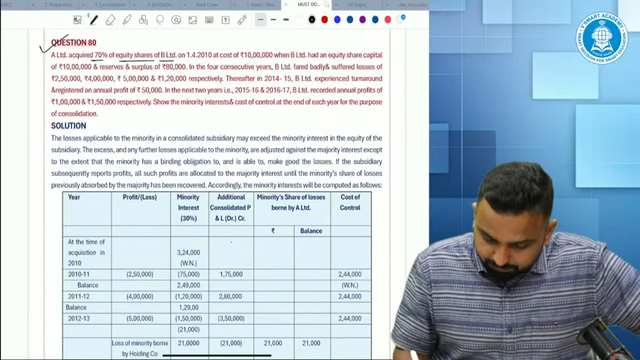 2. Preparation
3. Consolidation
MUST DO...
SMART ACADEMY
QUESTION 80
A Ltd. acquired 70% of equity shares of B Ltd. on 1.4.2010 at cost of ₹10,00,000 when B Ltd. had an equity share capital
of ₹10,00,000 & reserves & surplus of ₹80,000. In the four consecutive years, B Ltd. fared badly& suffered losses of
₹2,50,000, ₹4,00,000, ₹ 5,00,000 & ₹1,20,000 respectively. Thereafter in 2014- 15, B Ltd. experienced turnaround
&registered an annual profit of ₹ 50,000. In the next two years i.e., 2015-16 & 2016-17, B Ltd. recorded annual profits of
₹1,00,000 & ₹1,50,000 respectively. Show the minority interests& cost of control at the end of each year for the purpose
of consolidation.
SOLUTION
The losses applicable to the minority in a consolidated subsidiary may exceed the minority interest in the equity of the
subsidiary. The excess, and any further losses applicable to the minority, are adjusted against the majority interest except
to the extent that the minority has a binding obligation to, and is able to, make good the losses. If the subsidiary
subsequently reports profits, all such profits are allocated to the majority interest until the minority's share of losses
previously absorbed by the majority has been recovered. Accordingly, the minority interests will be computed as follows:
Year Profit/(Loss) Minority Interest (30%) Additional Consolidated P & L (Dr.) Cr. Minority's Share of losses borne by A Ltd. Cost of Control
₹ Balance
At the time of acquisition in 2010 3,24,000 (W.N.)
2010-11 (2,50,000) (75,000) 1,75,000 2,44,000
Balance 2,49,000 (W.N.)
2011-12 (4,00,000) (1,20,000) 2,80,000 2,44,000
Balance 1,29,00
2012-13 (5,00,000) (1,50,000) (3,50,000) 2,44,000
(21,000)
Loss of minority borne by Holding Co 21,0000 (21,000) 21,000 21,000